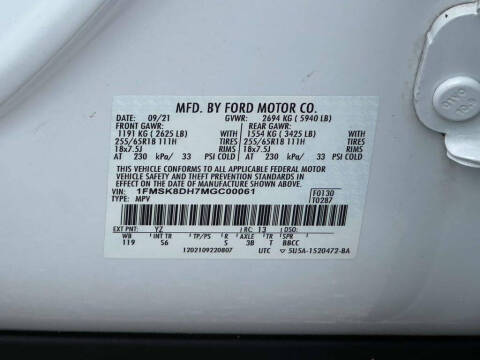 MFD. BY FORD MOTOR CO.
DATE: 09/21 GVWR: 2694 KG ( 5940 LB)
FRONT GAWR: REAR GAWR:
1191 KG ( 2625 LB) WITH 1554 KG ( 3425 LB) WITH
255/65R18 111H TIRES 255/65R18 111H TIRES
18x7.5J RIMS 18x7.5J RIMS
AT 230 kPa/ 33 PSI COLD AT 230 kPa/ 33 PSI COLD
THIS VEHICLE CONFORMS TO ALL APPLICABLE FEDERAL MOTOR
VEHICLE SAFETY AND THEFT PREVENTION STANDARDS IN EFFECT ON THE DATE OF MANUFACTURE SHOWN ABOVE.
VIN: 1FMSK8DH7MGC00061 F0130
TYPE: MPV T0287
EXT PNT: YZ RC: 13 DSO:
WB INT TR TP/PS R AXLE TR SPR
119 S6 S 3B T BBCC
1202109220807 UTC 5U5A-1520472-BA